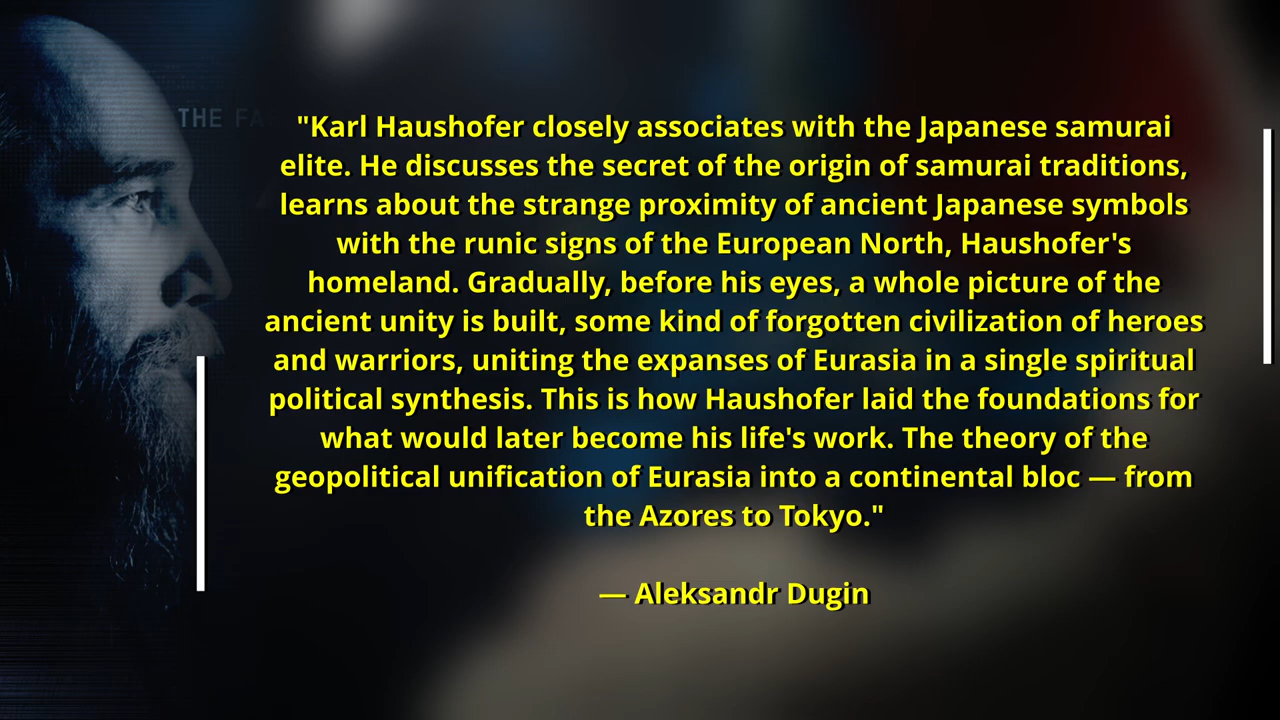 THE FA
"Karl Haushofer closely associates with the Japanese samurai
elite. He discusses the secret of the origin of samurai traditions,
learns about the strange proximity of ancient Japanese symbols
with the runic signs of the European North, Haushofer's
homeland. Gradually, before his eyes, a whole picture of the
ancient unity is built, some kind of forgotten civilization of heroes
and warriors, uniting the expanses of Eurasia in a single spiritual
political synthesis. This is how Haushofer laid the foundations for
what would later become his life's work. The theory of the
geopolitical unification of Eurasia into a continental bloc — from
the Azores to Tokyo."
— Aleksandr Dugin